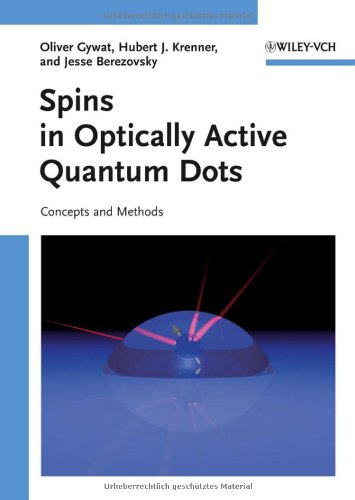 Oliver Gywat, Hubert J. Krenner,
and Jesse Berezovsky
WILEY-VCH
Spins
in Optically Active
Quantum Dots
Concepts and Methods
Urheberrechtlich geschütztes Material
Urheberrechtlich geschütztes Material